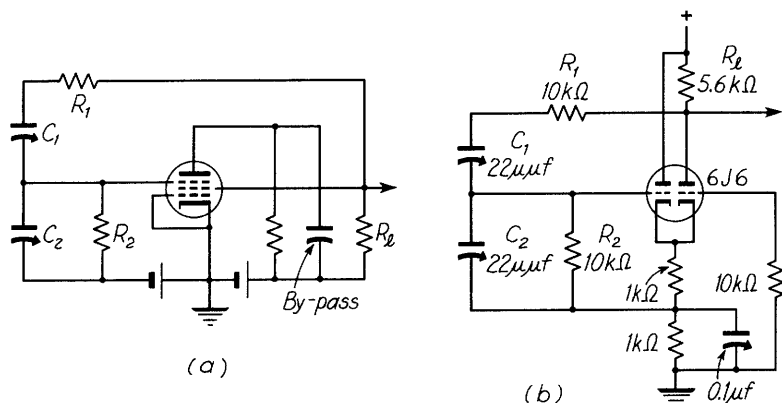 R₁
C₁
C₂
R₂
Rℓ
By-pass
(a)
+
Rℓ
5.6kΩ
R₁
10kΩ
C₁
22μμf
6J6
C₂
22μμf
R₂
10kΩ
1kΩ
10kΩ
1kΩ
0.1μf
(b)